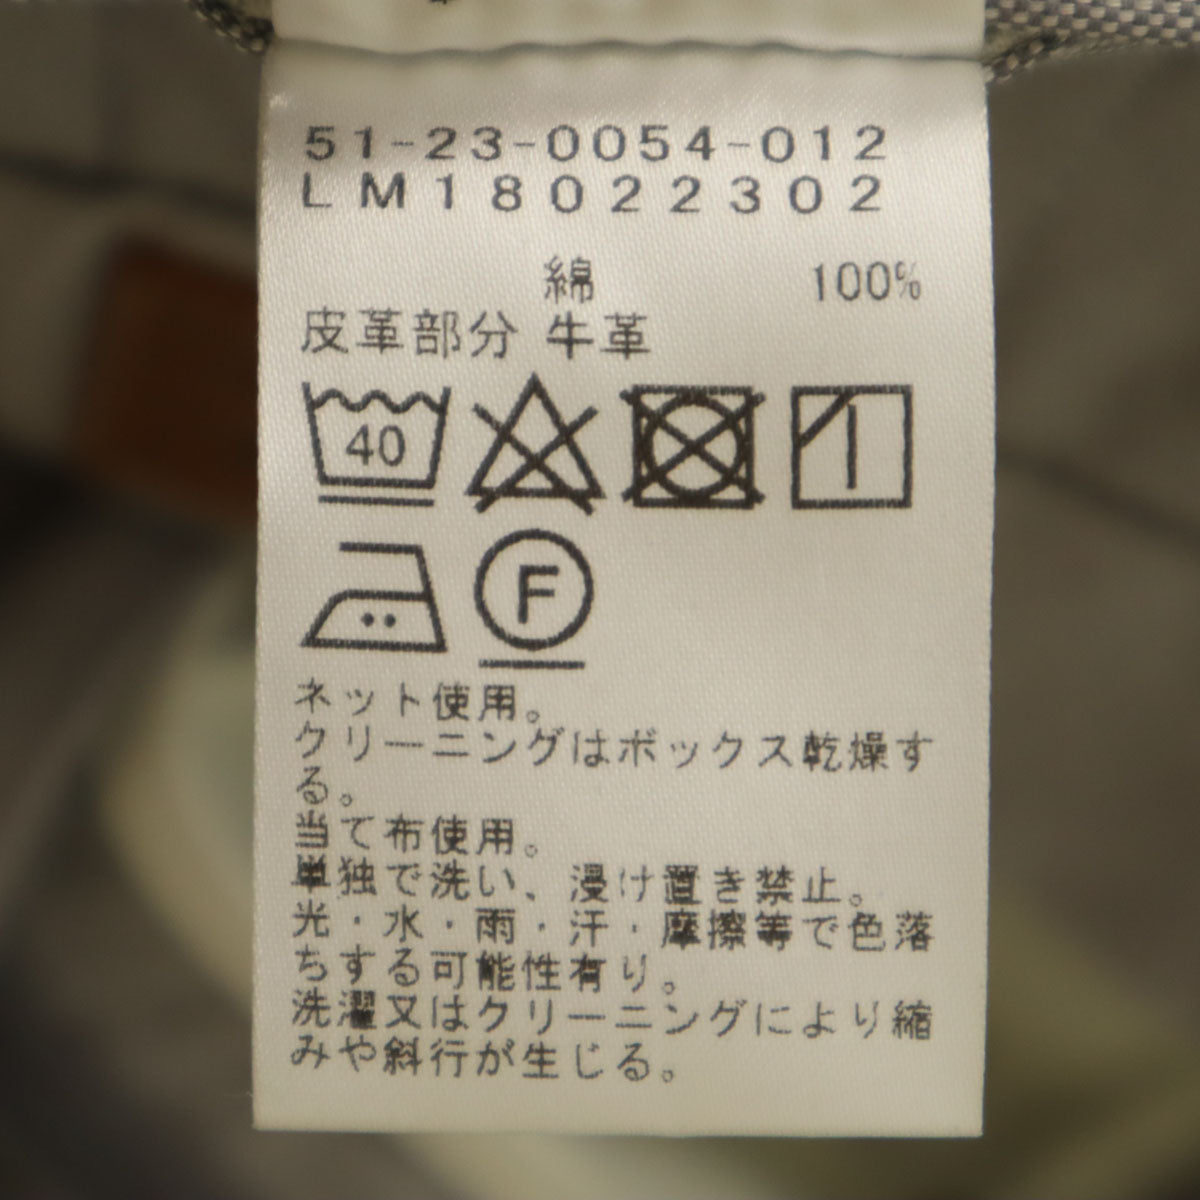 51-23-0054-012
LM18022302
綿 100%
皮革部分 牛革
40
F
ネット使用。
クリーニングはボックス乾燥す
る。
当て布使用。
単独で洗い、浸け置き禁止。
光・水・雨・汗・摩擦等で色落
ちする可能性有り。
洗濯又はクリーニングにより縮
みや斜行が生じる。